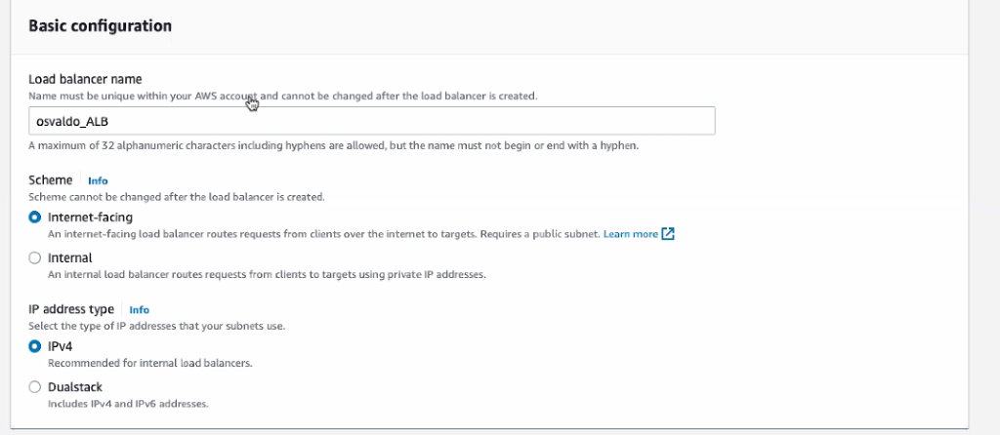 Basic configuration
Load balancer name
Name must be unique within your AWS account and cannot be changed after the load balancer is created.
osvaldo_ALB
A maximum of 32 alphanumeric characters including hyphens are allowed, but the name must not begin or end with a hyphen.
Scheme Info
Scheme cannot be changed after the load balancer is created.
Internet-facing
An internet-facing load balancer routes requests from clients over the internet to targets. Requires a public subnet. Learn more
Internal
An internal load balancer routes requests from clients to targets using private IP addresses.
IP address type Info
Select the type of IP addresses that your subnets use.
IPv4
Recommended for internal load balancers.
Dualstack
Includes IPv4 and IPv6 addresses.